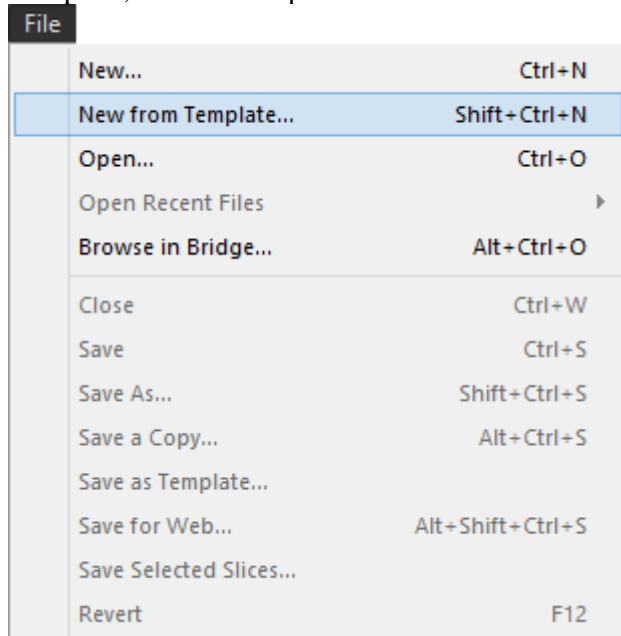 File
New... Ctrl+N
New from Template... Shift+Ctrl+N
Open... Ctrl+O
Open Recent Files
Browse in Bridge... Alt+Ctrl+O
Close Ctrl+W
Save Ctrl+S
Save As... Shift+Ctrl+S
Save a Copy... Alt+Ctrl+S
Save as Template...
Save for Web... Alt+Shift+Ctrl+S
Save Selected Slices...
Revert F12